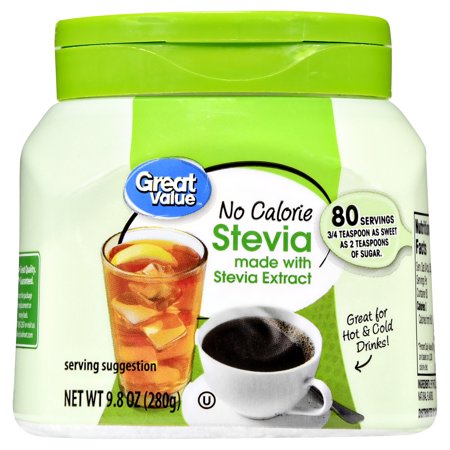 Great
Value
No Calorie
Stevia
made with
Stevia Extract
80 SERVINGS
3/4 TEASPOON AS SWEET
AS 2 TEASPOONS
OF SUGAR.
Great for
Hot & Cold
Drinks!
serving suggestion
NET WT 9.8 OZ (280g)
U
Facts